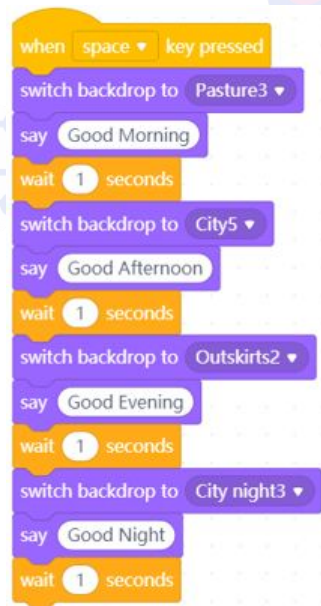 when space key pressed
switch backdrop to Pasture3
say Good Morning
wait 1 seconds
switch backdrop to City5
say Good Afternoon
wait 1 seconds
switch backdrop to Outskirts2
say Good Evening
wait 1 seconds
switch backdrop to City night3
say Good Night
wait 1 seconds